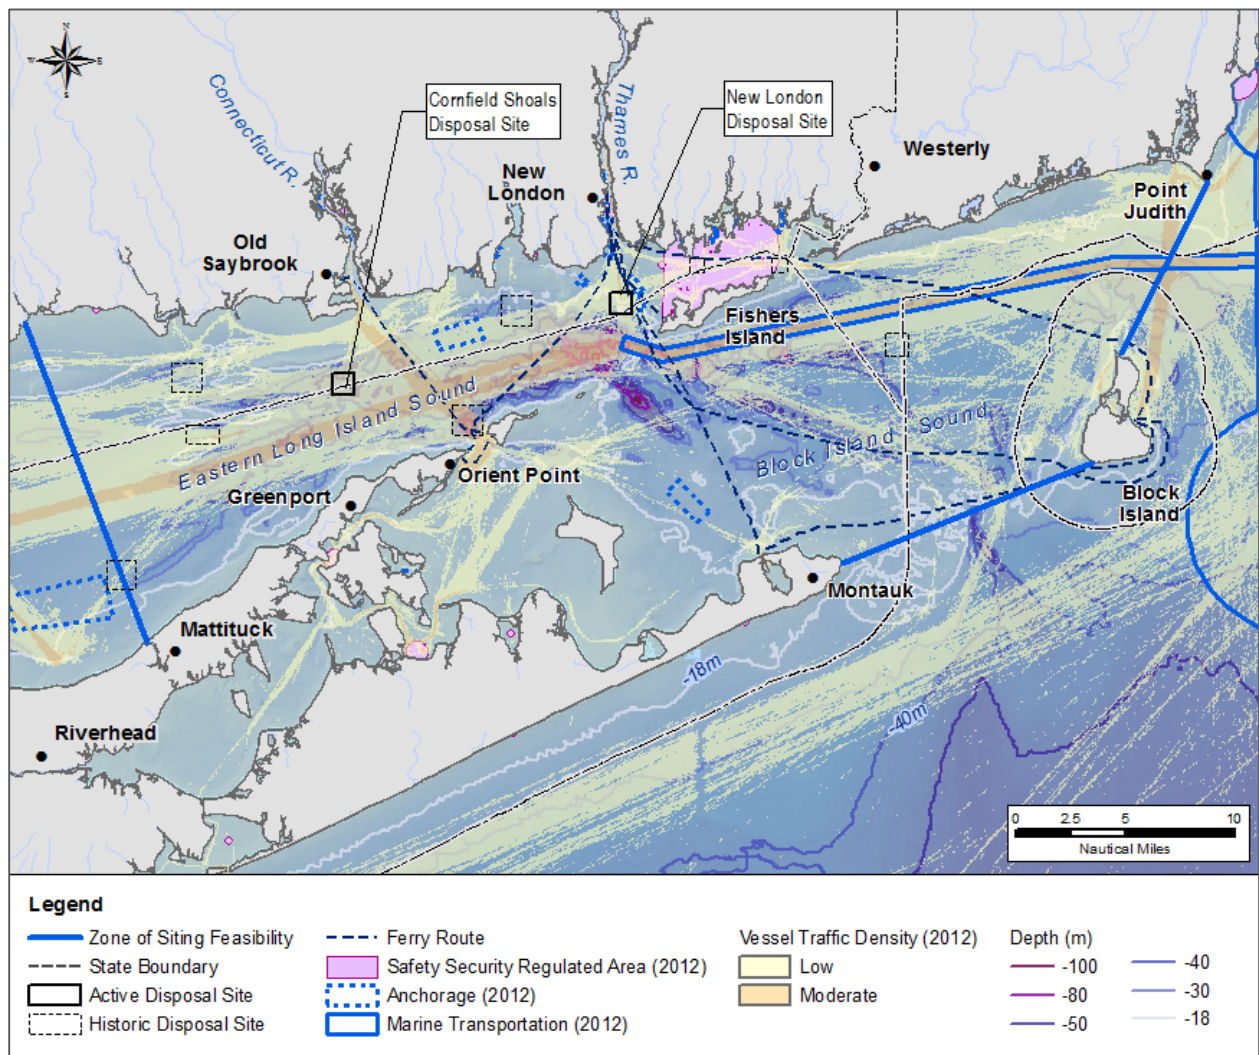 N
W
E
S
Connecticut R.
Cornfield Shoals
Disposal Site
Thames R.
New London
Disposal Site
New
London
Westerly
Point
Judith
Old
Saybrook
Fishers
Island
Eastern Long Island Sound
Block Island Sound
Orient Point
Greenport
Block
Island
Montauk
Mattituck
-18m
-40m
Riverhead
0
2.5
5
10
Nautical Miles
Legend
Zone of Siting Feasibility
State Boundary
Active Disposal Site
Historic Disposal Site
Ferry Route
Safety Security Regulated Area (2012)
Anchorage (2012)
Marine Transportation (2012)
Vessel Traffic Density (2012)
Low
Moderate
Depth (m)
-100
-80
-50
-40
-30
-18